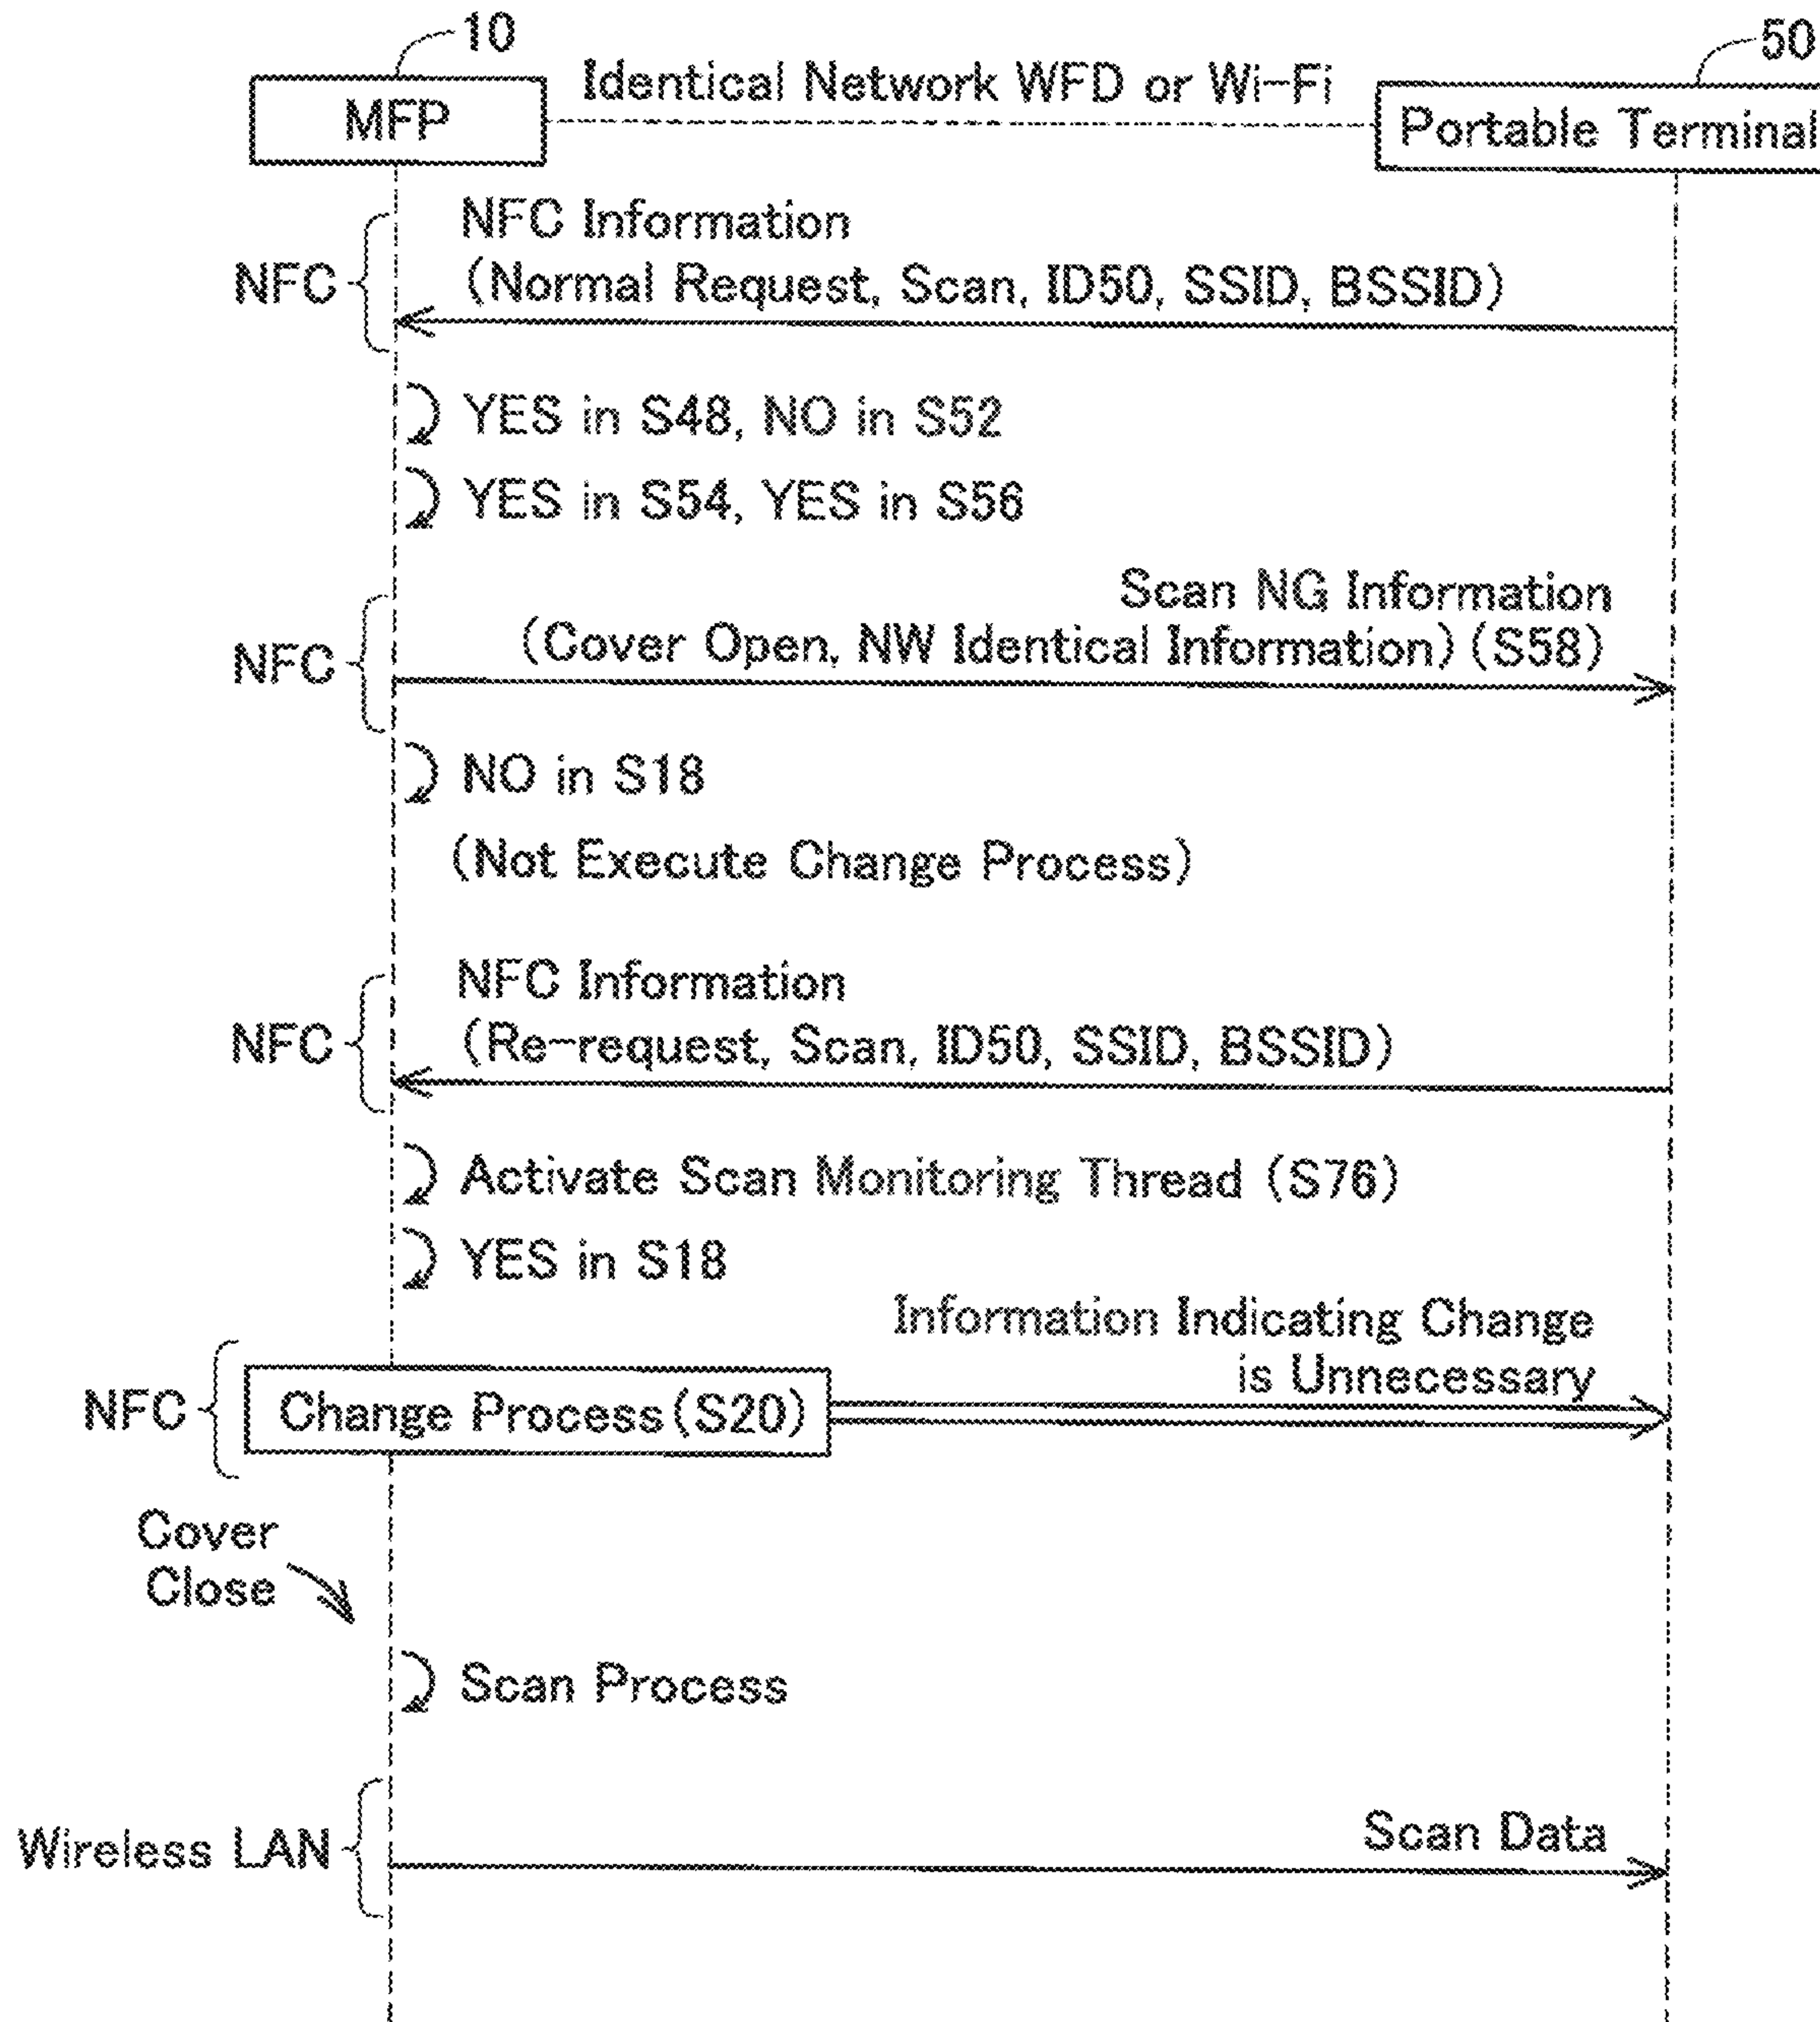 10
50
MFP
Identical Network WFD or Wi-Fi
Portable Terminal
NFC Information
NFC
(Normal Request, Scan, ID50, SSID, BSSID)
YES in S48, NO in S52
YES in S54, YES in S56
Scan NG Information
NFC
(Cover Open, NW Identical Information) (S58)
NO in S18
(Not Execute Change Process)
NFC Information
NFC
(Re-request, Scan, ID50, SSID, BSSID)
Activate Scan Monitoring Thread (S76)
YES in S18
Information Indicating Change
is Unnecessary
NFC
Change Process(S20)
Cover
Close
Scan Process
Wireless LAN
Scan Data